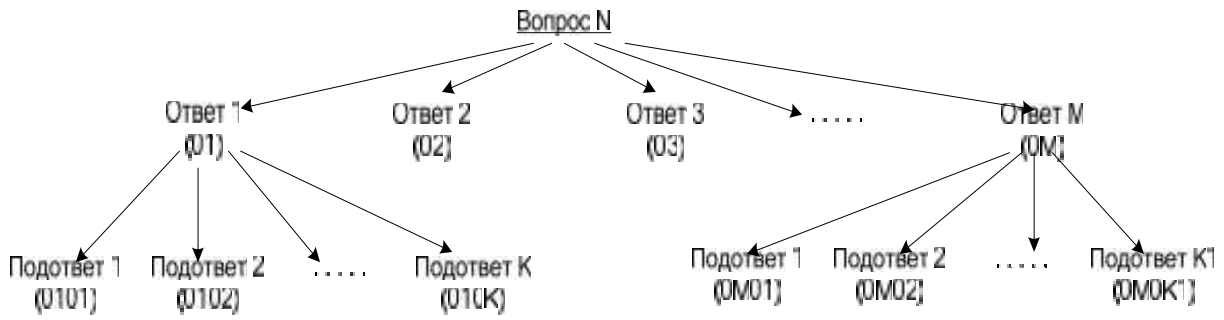 Вопрос N
Ответ 1 Ответ 2 Ответ 3 ..... Ответ M
(01) (02) (03) (0M)
Подответ 1 Подответ 2 ..... Подответ K Подответ 1 Подответ 2 ..... Подответ K1
(0101) (0102) (010K) (0M01) (0M02) (0M0K1)